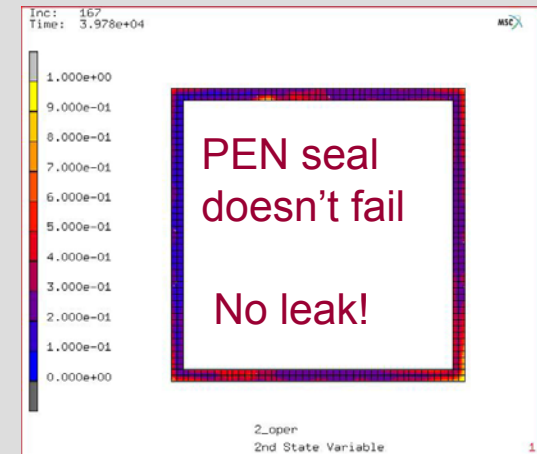 Inc: 167
Time: 3.978e+04
MSC
1.000e+00
9.000e-01
8.000e-01
7.000e-01
6.000e-01
5.000e-01
4.000e-01
3.000e-01
2.000e-01
1.000e-01
0.000e+00
PEN seal
doesn't fail
No leak!
2_oper
2nd State Variable
1